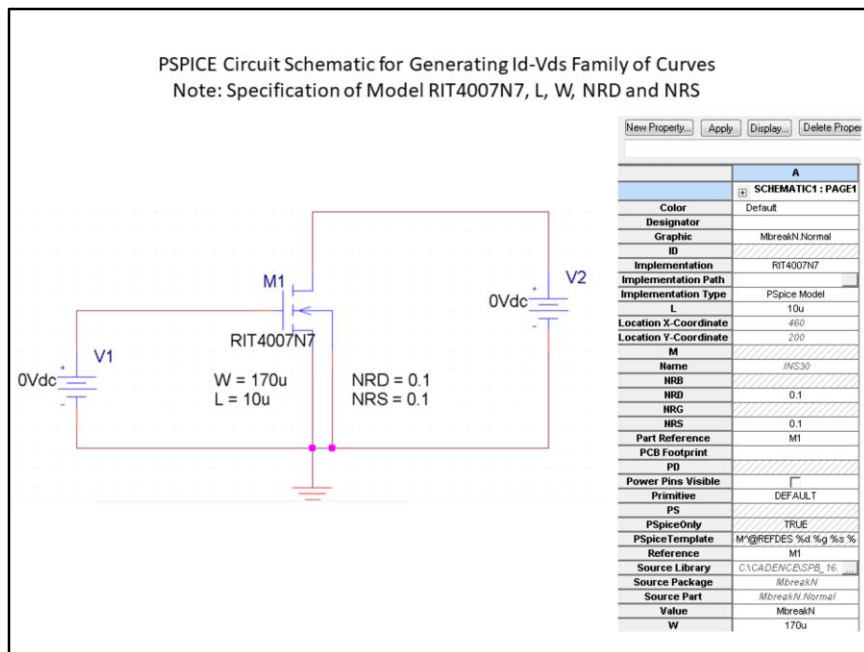 PSPICE Circuit Schematic for Generating Id-Vds Family of Curves
Note: Specification of Model RIT4007N7, L, W, NRD and NRS
New Property... Apply Display... Delete Prope
A
SCHEMATIC1 : PAGE1
Color Default
Designator
Graphic MbreakN.Normal
ID
Implementation RIT4007N7
Implementation Path
Implementation Type PSpice Model
L 10u
Location X-Coordinate 460
Location Y-Coordinate 200
M
Name INS30
NRB
NRD 0.1
NRG
NRS 0.1
Part Reference M1
PCB Footprint
PD
Power Pins Visible
Primitive DEFAULT
PS
PSpiceOnly TRUE
PSpiceTemplate M^@REFDES %d %g %s %
Reference M1
Source Library C:\CADENCE\SPB_16. ...
Source Package MbreakN
Source Part MbreakN.Normal
Value MbreakN
W 170u
M1
V2
0Vdc
RIT4007N7
V1
0Vdc
W = 170u NRD = 0.1
L = 10u NRS = 0.1